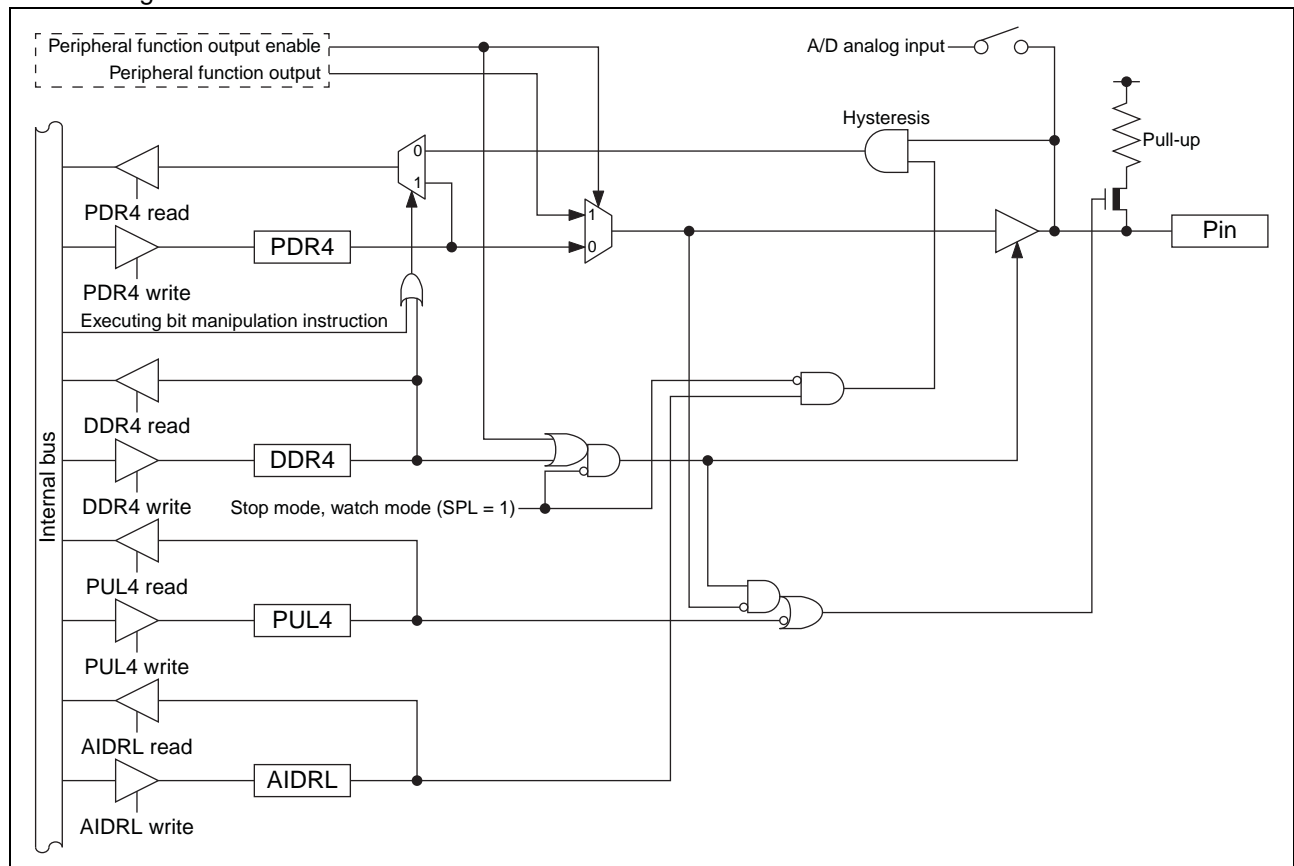 Peripheral function output enable
Peripheral function output
A/D analog input
Hysteresis
Pull-up
0
1
PDR4 read
1
0
PDR4
Pin
PDR4 write
Executing bit manipulation instruction
DDR4 read
DDR4
DDR4 write
Stop mode, watch mode (SPL = 1)
Internal bus
PUL4 read
PUL4
PUL4 write
AIDRL read
AIDRL
AIDRL write